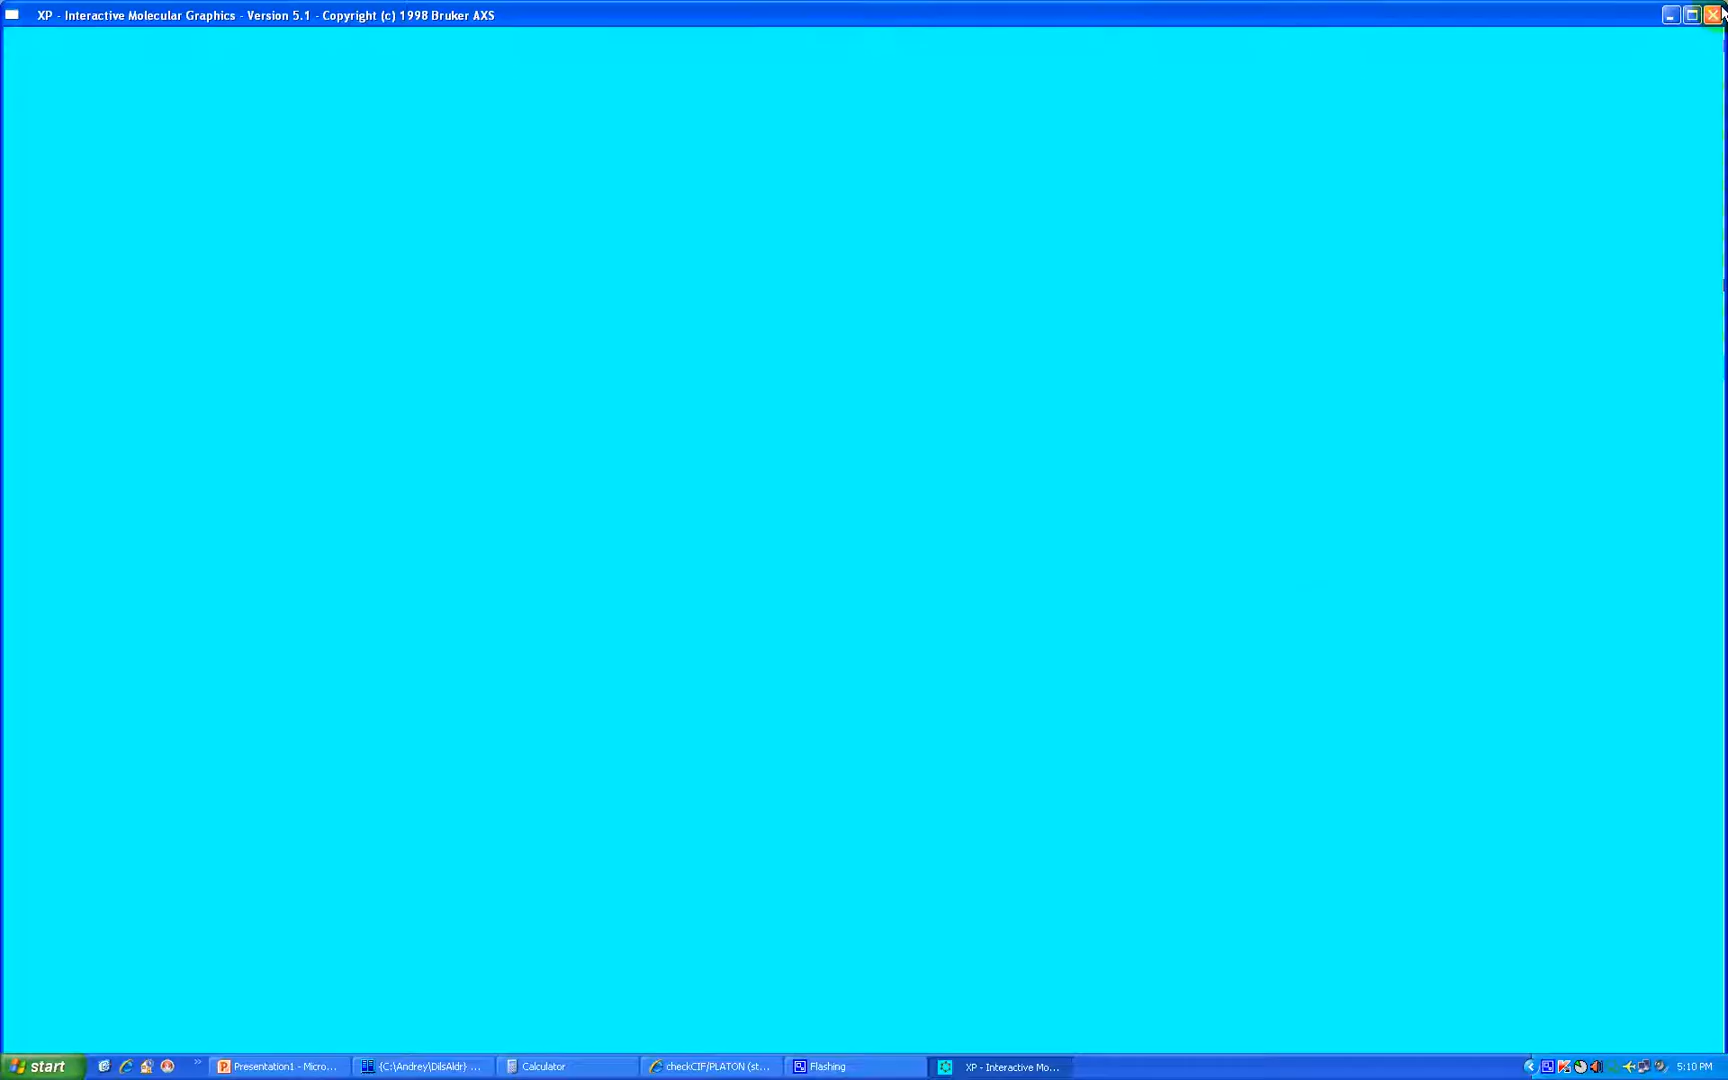 XP - Interactive Molecular Graphics - Version 5.1 - Copyright (c) 1998 Bruker AXS
start
Presentation1 - Micro...
{C:\Andrey\DilsAldr} ...
Calculator
checkCIF/PLATON (st...
Flashing
XP - Interactive Mo...
5:10 PM